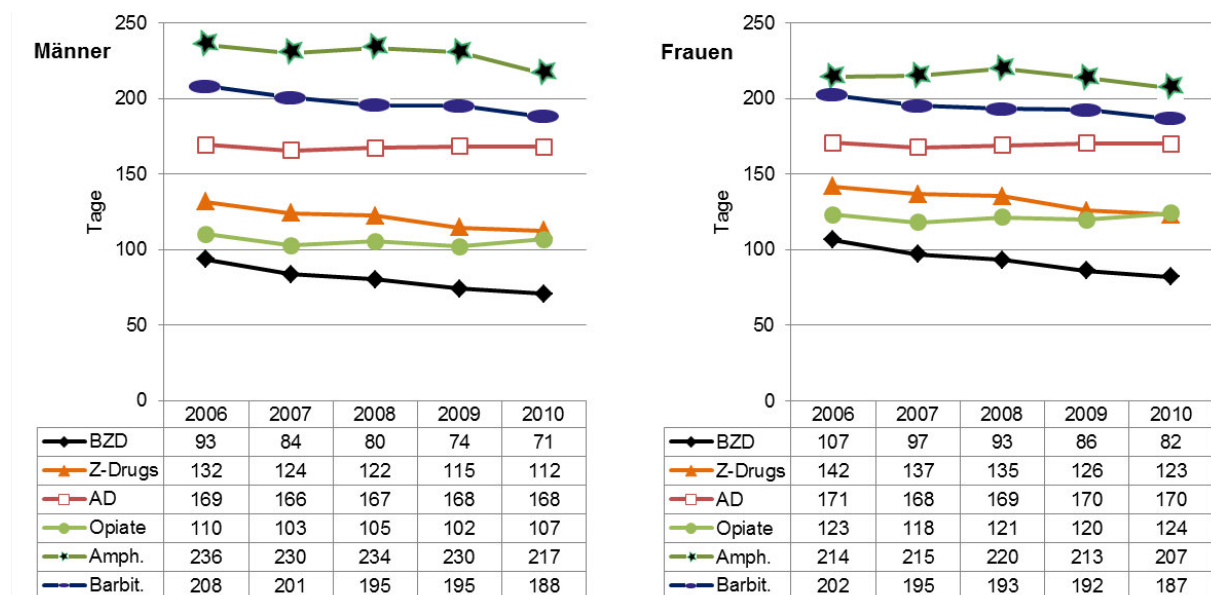 Männer
Tage
250
200
150
100
50
0
2006 2007 2008 2009 2010
BZD 93 84 80 74 71
Z-Drugs 132 124 122 115 112
AD 169 166 167 168 168
Opiate 110 103 105 102 107
Amph. 236 230 234 230 217
Barbit. 208 201 195 195 188
Frauen
Tage
250
200
150
100
50
0
2006 2007 2008 2009 2010
BZD 107 97 93 86 82
Z-Drugs 142 137 135 126 123
AD 171 168 169 170 170
Opiate 123 118 121 120 124
Amph. 214 215 220 213 207
Barbit. 202 195 193 192 187